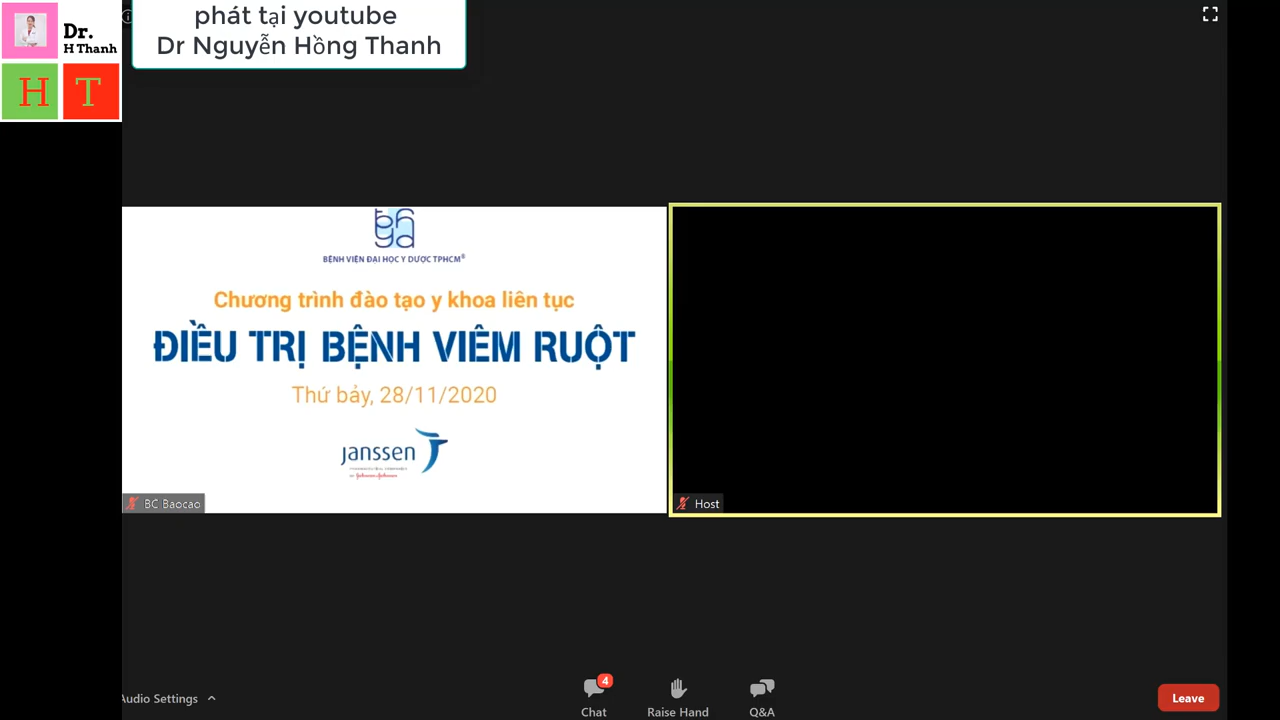 Dr.
H Thanh
H T
phát tại youtube
Dr Nguyễn Hồng Thanh
BỆNH VIỆN ĐẠI HỌC Y DƯỢC TPHCM®
Chương trình đào tạo y khoa liên tục
ĐIỀU TRỊ BỆNH VIÊM RUỘT
Thứ bảy, 28/11/2020
janssen
BC Baocao
Host
Audio Settings
4
Chat
Raise Hand
Q&A
Leave